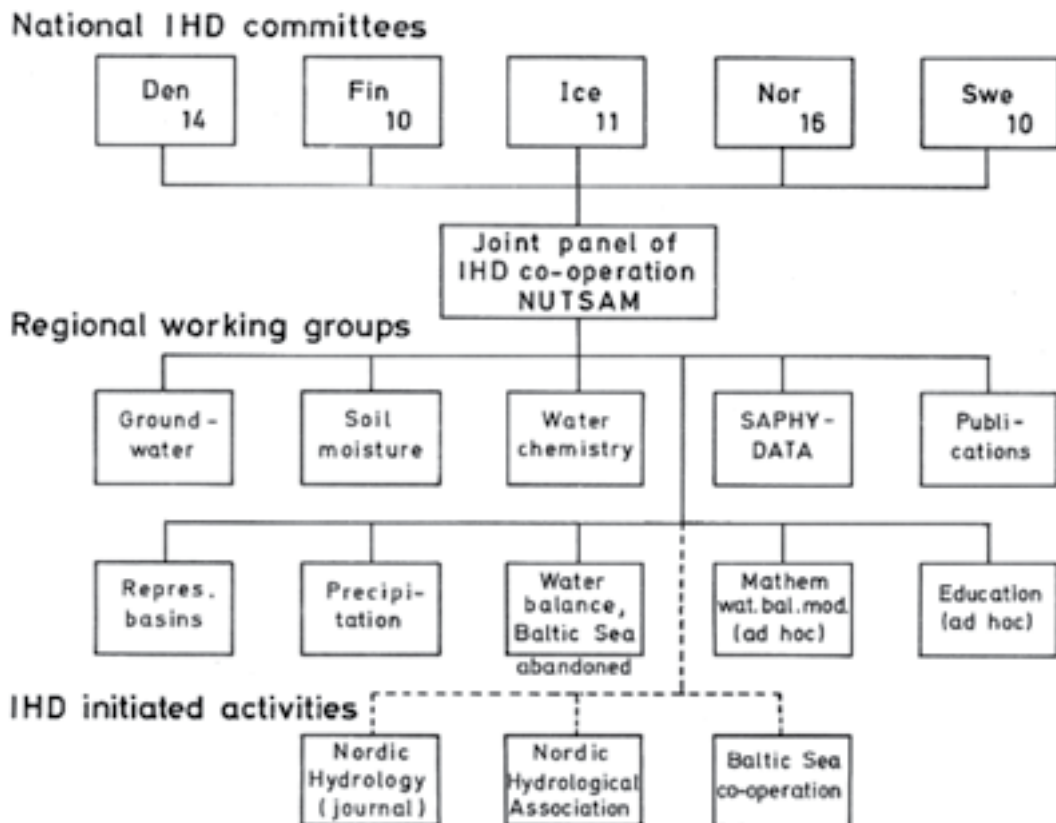 National IHD committees
Den
14
Fin
10
Ice
11
Nor
16
Swe
10
Joint panel of
IHD co-operation
NUTSAM
Regional working groups
Ground-
water
Soil
moisture
Water
chemistry
SAPHY-
DATA
Publi-
cations
Repres.
basins
Precipi-
tation
Water
balance,
Baltic Sea
abandoned
Mathem
wat. bal. mod.
(ad hoc)
Education
(ad hoc)
IHD initiated activities
Nordic
Hydrology
(journal)
Nordic
Hydrological
Association
Baltic Sea
co-operation